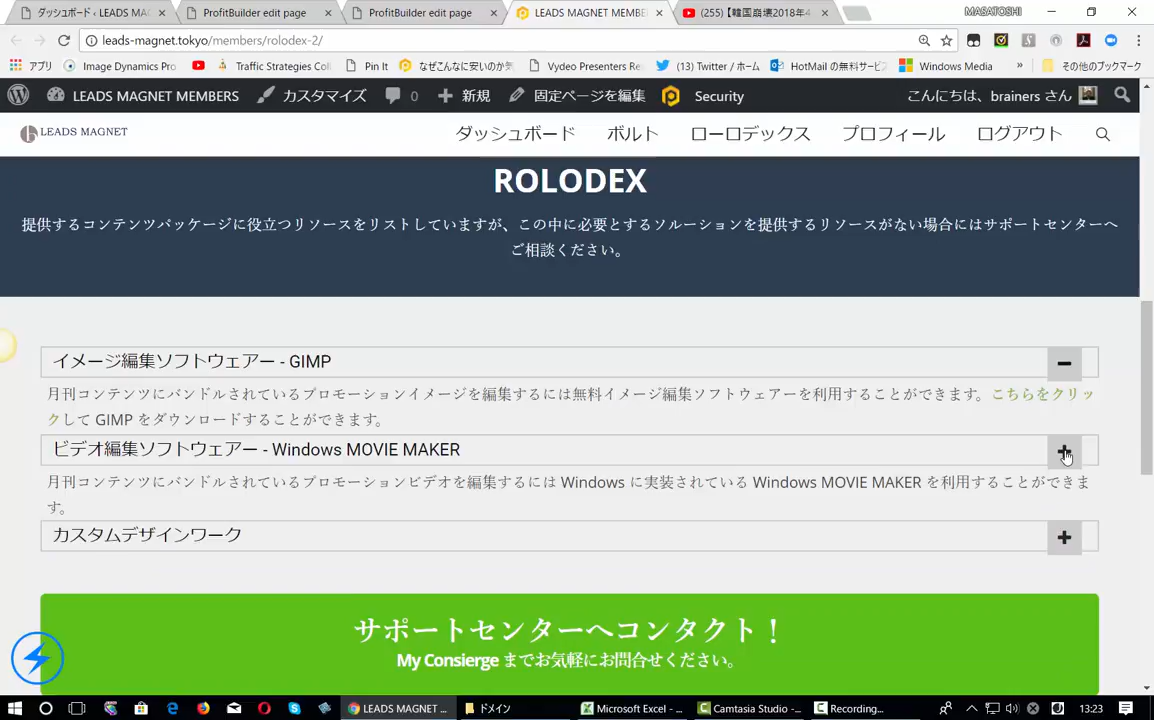 ダッシュボード ‹ LEADS MAG
ProfitBuilder edit page
ProfitBuilder edit page
LEADS MAGNET MEMBE
(255)【韓国崩壊2018年4
MASATOSHI
leads-magnet.tokyo/members/rolodex-2/
アプリ
Image Dynamics Pro
Traffic Strategies Coll
Pin It
なぜこんなに安いのか気
Vydeo Presenters Re
(13) Twitter / ホーム
HotMail の無料サービ
Windows Media
»
その他のブックマーク
LEADS MAGNET MEMBERS
カスタマイズ
0
新規
固定ページを編集
Security
こんにちは、brainers さん
LEADS MAGNET
ダッシュボード
ボルト
ローロデックス
プロフィール
ログアウト
ROLODEX
提供するコンテンツパッケージに役立つリソースをリストしていますが、この中に必要とするソルーションを提供するリソースがない場合にはサポートセンターへ
ご相談ください。
イメージ編集ソフトウェアー - GIMP
月刊コンテンツにバンドルされているプロモーションイメージを編集するには無料イメージ編集ソフトウェアーを利用することができます。こちらをクリッ
クして GIMP をダウンロードすることができます。
ビデオ編集ソフトウェアー - Windows MOVIE MAKER
月刊コンテンツにバンドルされているプロモーションビデオを編集するには Windows に実装されている Windows MOVIE MAKER を利用することができま
す。
カスタムデザインワーク
サポートセンターへコンタクト！
My Consierge までお気軽にお問合せください。
LEADS MAGNET ...
ドメイン
Microsoft Excel - ...
Camtasia Studio - ...
Recording...
13:23